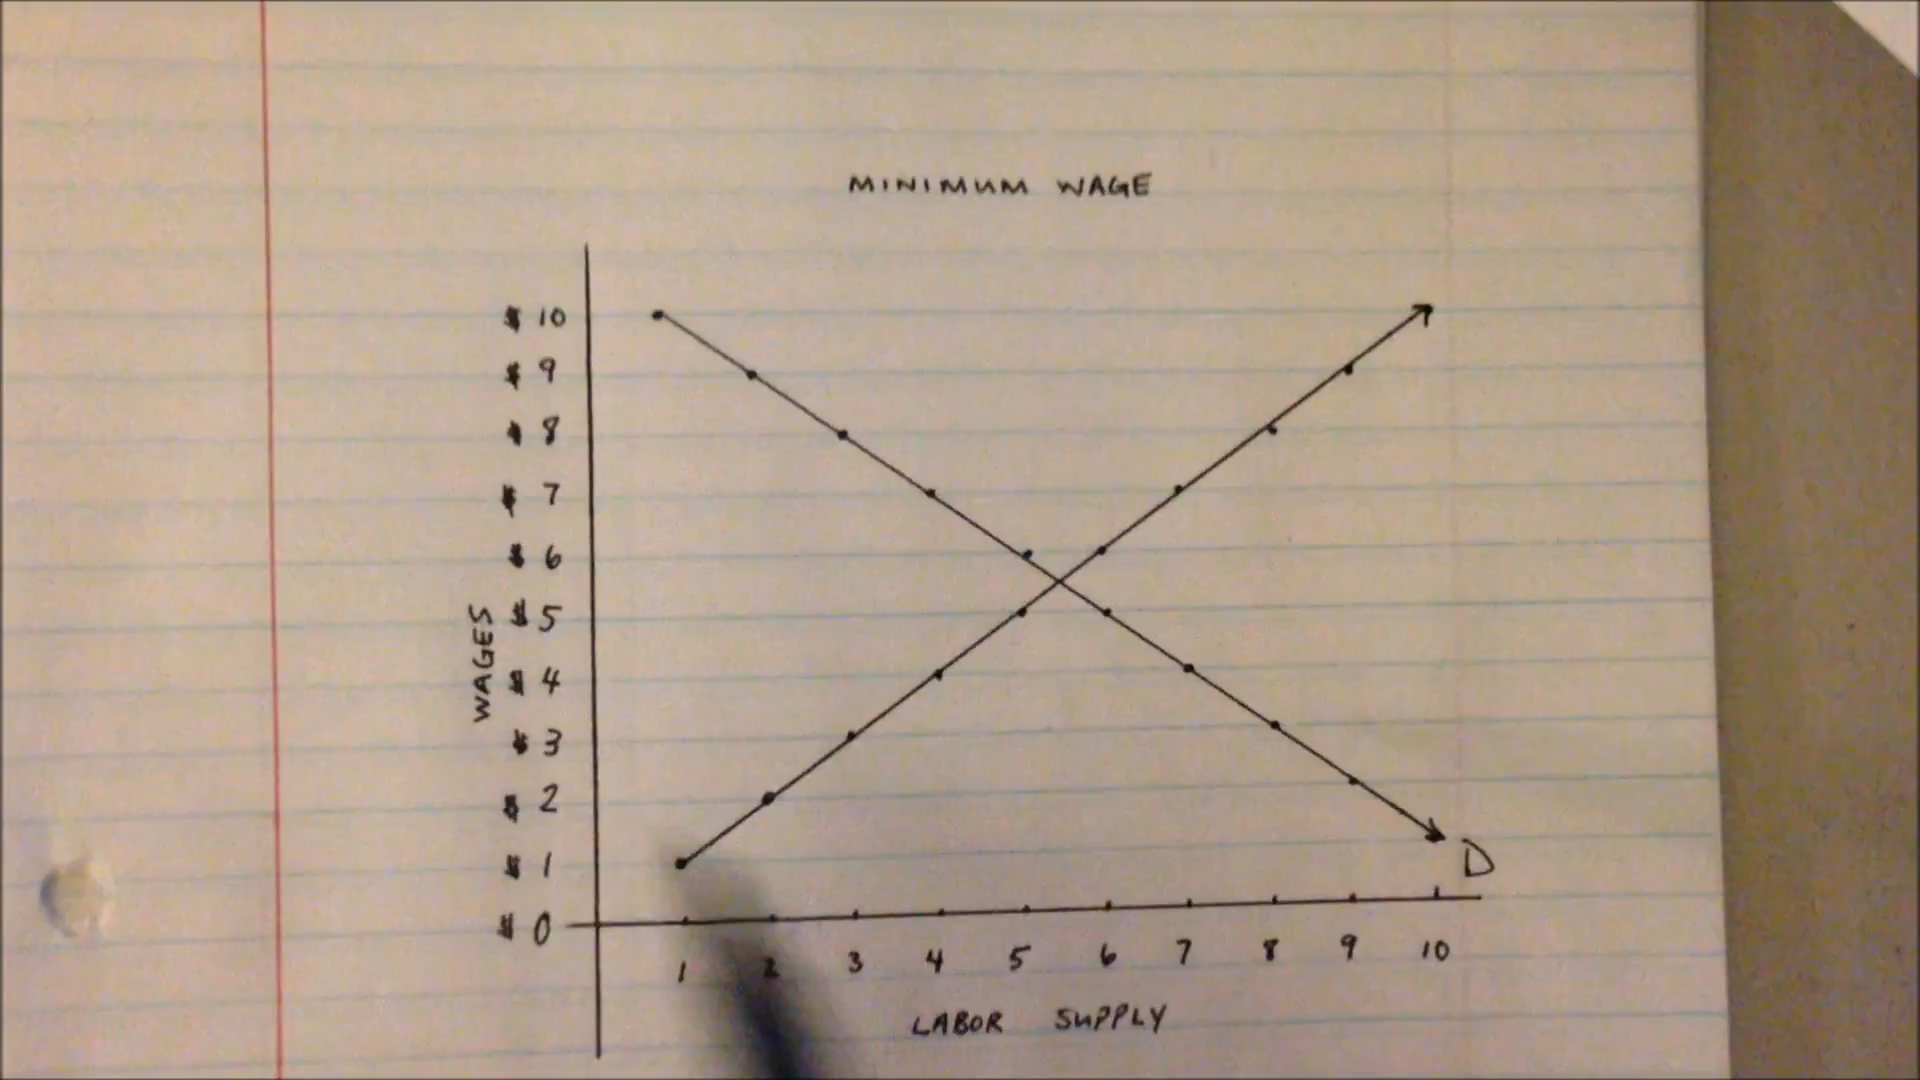 MINIMUM WAGE
$ 10
$ 9
$ 8
$ 7
$ 6
$ 5
$ 4
$ 3
$ 2
$ 1
$ 0
WAGES
D
1 2 3 4 5 6 7 8 9 10
LABOR SUPPLY